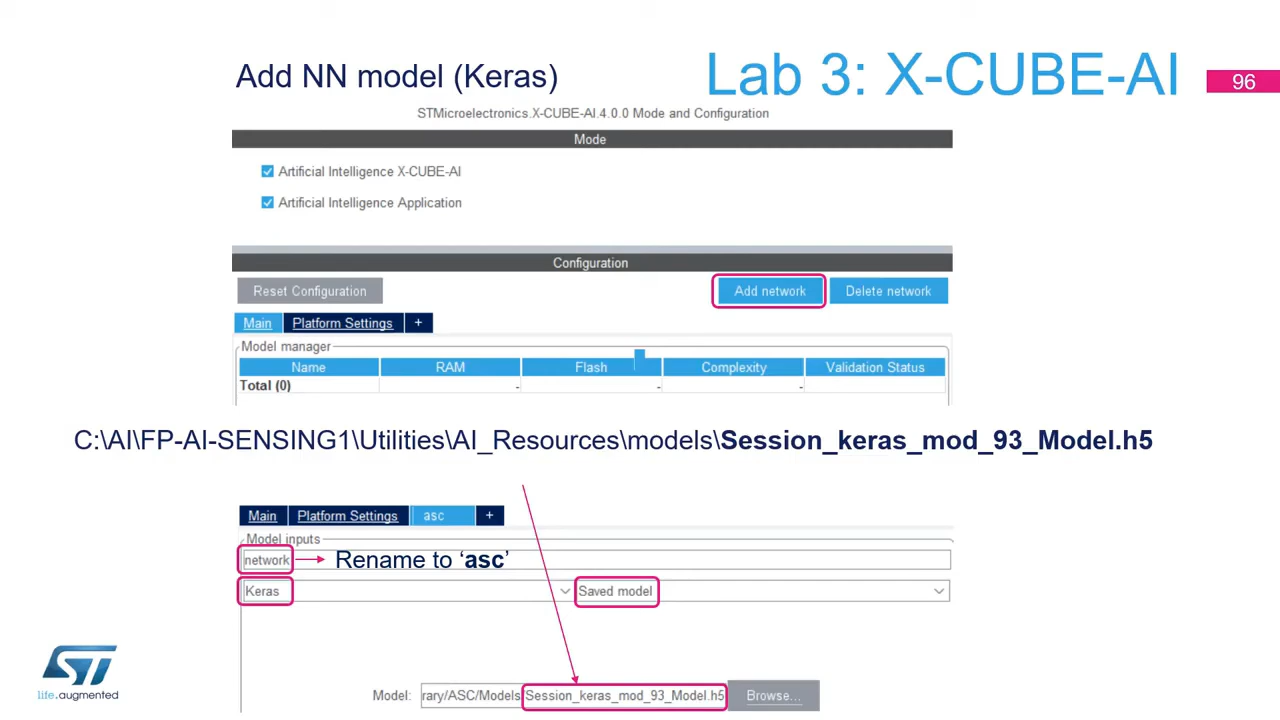 Add NN model (Keras)
Lab 3: X-CUBE-AI
96
STMicroelectronics.X-CUBE-AI.4.0.0 Mode and Configuration
Mode
Artificial Intelligence X-CUBE-AI
Artificial Intelligence Application
Configuration
Reset Configuration
Add network
Delete network
Main
Platform Settings
+
Model manager
Name RAM Flash Complexity Validation Status
Total (0) - - -
C:\AI\FP-AI-SENSING1\Utilities\AI_Resources\models\Session_keras_mod_93_Model.h5
Main
Platform Settings
asc
+
Model inputs
network
Rename to ‘asc’
Keras
Saved model
Model: rary/ASC/Models Session_keras_mod_93_Model.h5 Browse...
ST
life.augmented